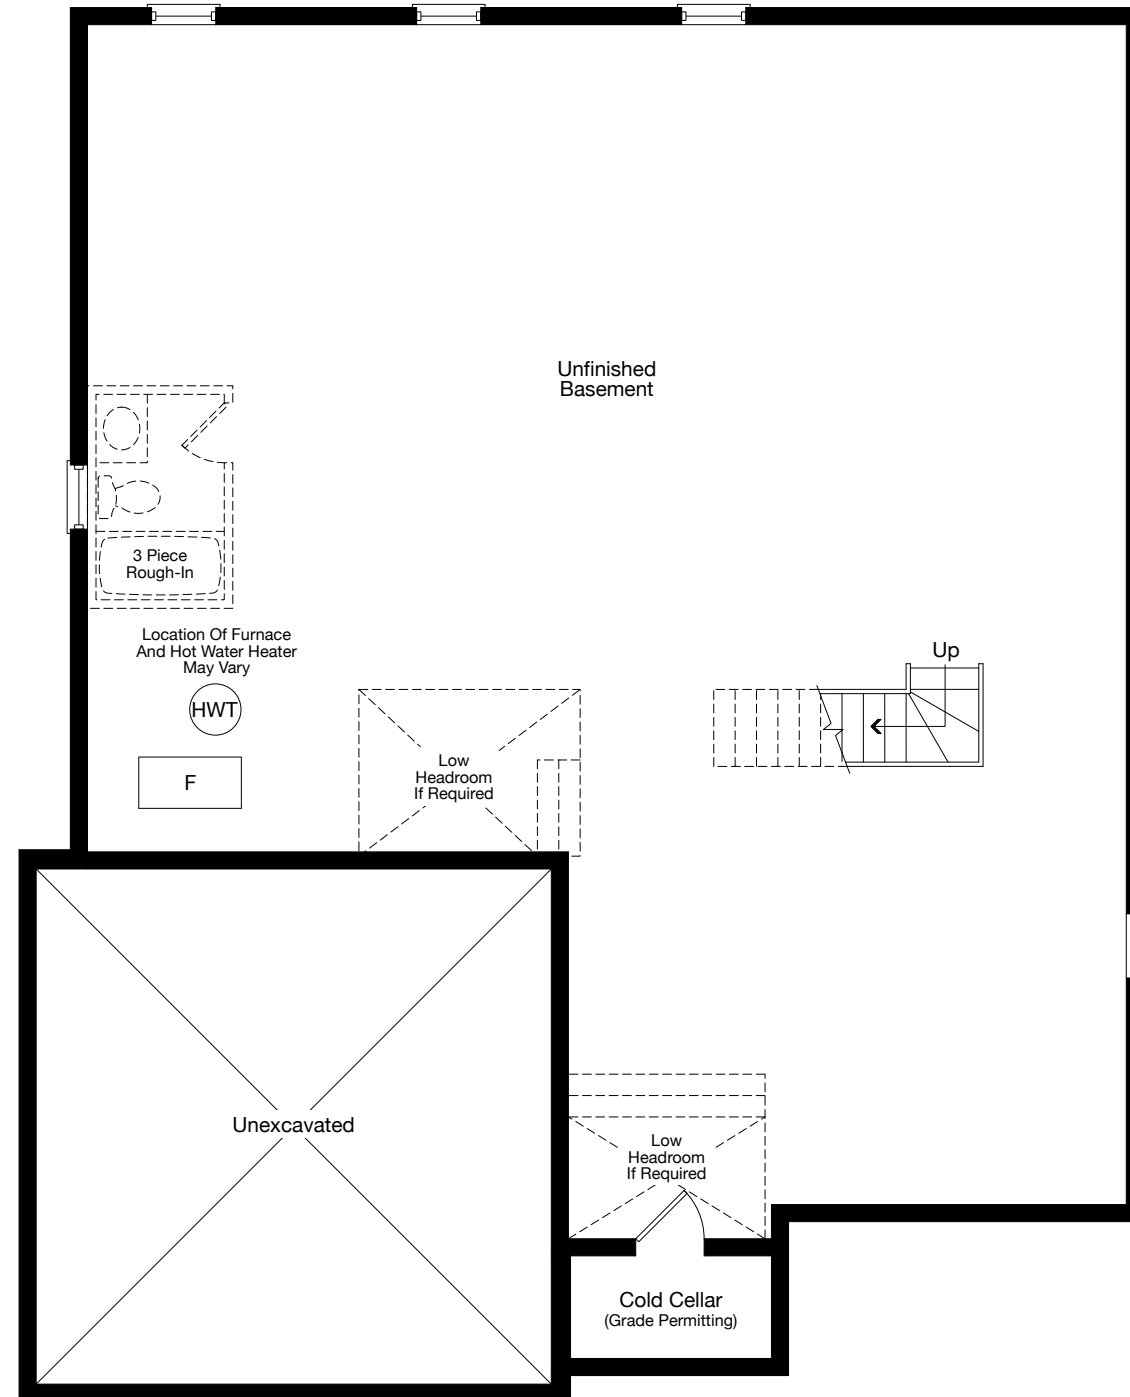 Unfinished
Basement
3 Piece
Rough-In
Location Of Furnace
And Hot Water Heater
May Vary
Up
HWT
Low
Headroom
If Required
F
Unexcavated
Low
Headroom
If Required
Cold Cellar
(Grade Permitting)